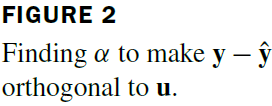 FIGURE 2
Finding α to make y − ŷ
orthogonal to u.